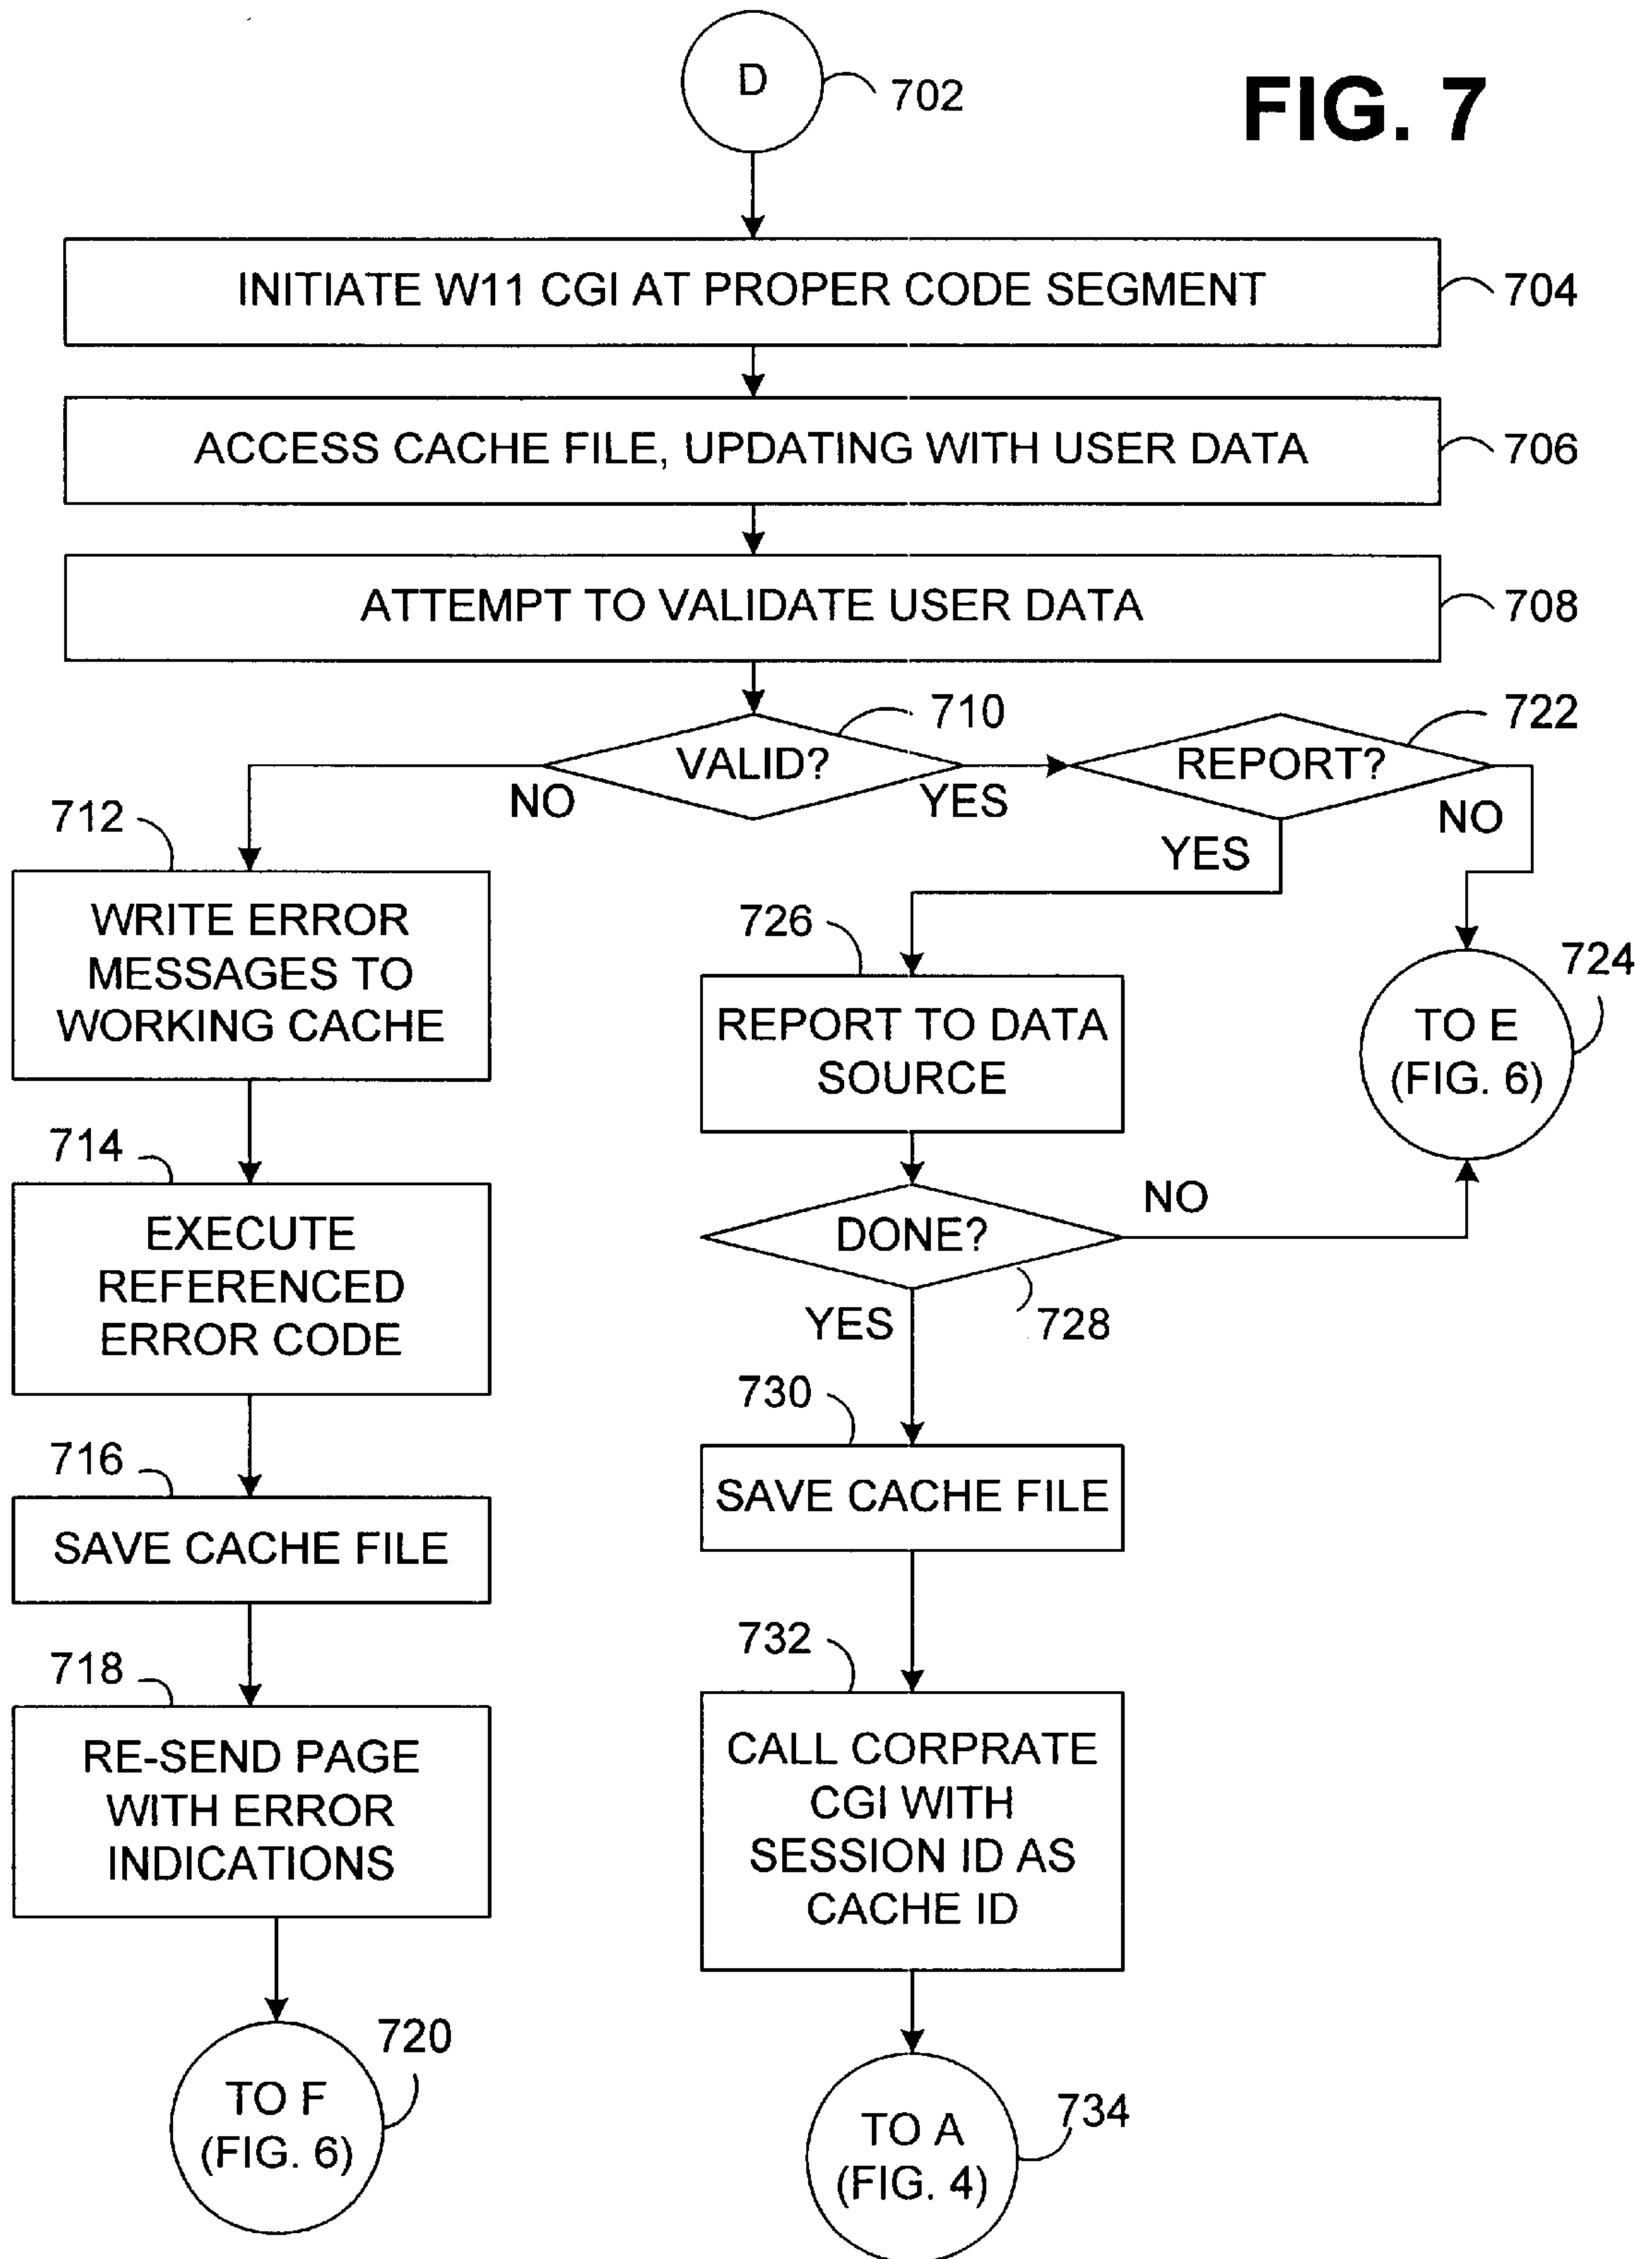 D
702
FIG. 7
INITIATE W11 CGI AT PROPER CODE SEGMENT
704
ACCESS CACHE FILE, UPDATING WITH USER DATA
706
ATTEMPT TO VALIDATE USER DATA
708
VALID?
710
NO
YES
REPORT?
722
YES
NO
712
WRITE ERROR
MESSAGES TO
WORKING CACHE
714
EXECUTE
REFERENCED
ERROR CODE
716
SAVE CACHE FILE
718
RE-SEND PAGE
WITH ERROR
INDICATIONS
720
TO F
(FIG. 6)
726
REPORT TO DATA
SOURCE
724
TO E
(FIG. 6)
DONE?
NO
728
YES
730
SAVE CACHE FILE
732
CALL CORPRATE
CGI WITH
SESSION ID AS
CACHE ID
734
TO A
(FIG. 4)